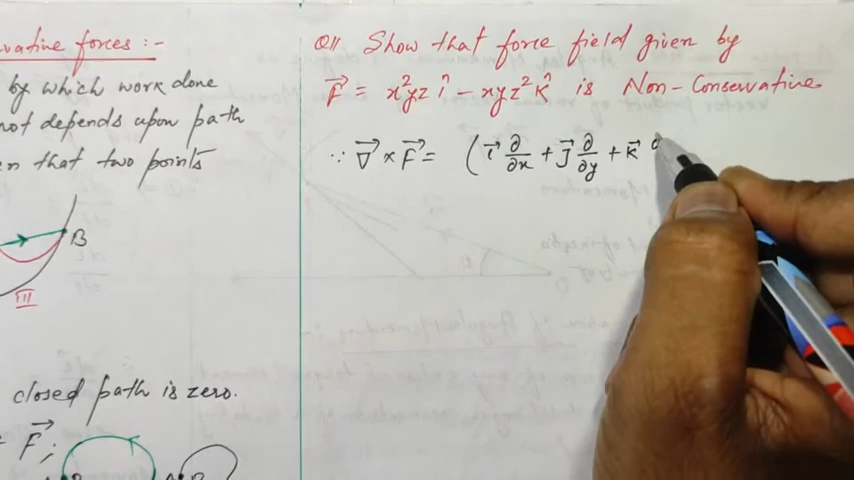 vative forces :-
by which work done
not depends upon path
en that two points
B
III
closed path is zero.
F⃗ ;
Q11 Show that force field given by
F⃗ = x²yz î - xyz² k̂ is Non-Conservative.
∵ ∇⃗ × F⃗ = ( i⃗ ∂/∂x + j⃗ ∂/∂y + k⃗ ∂